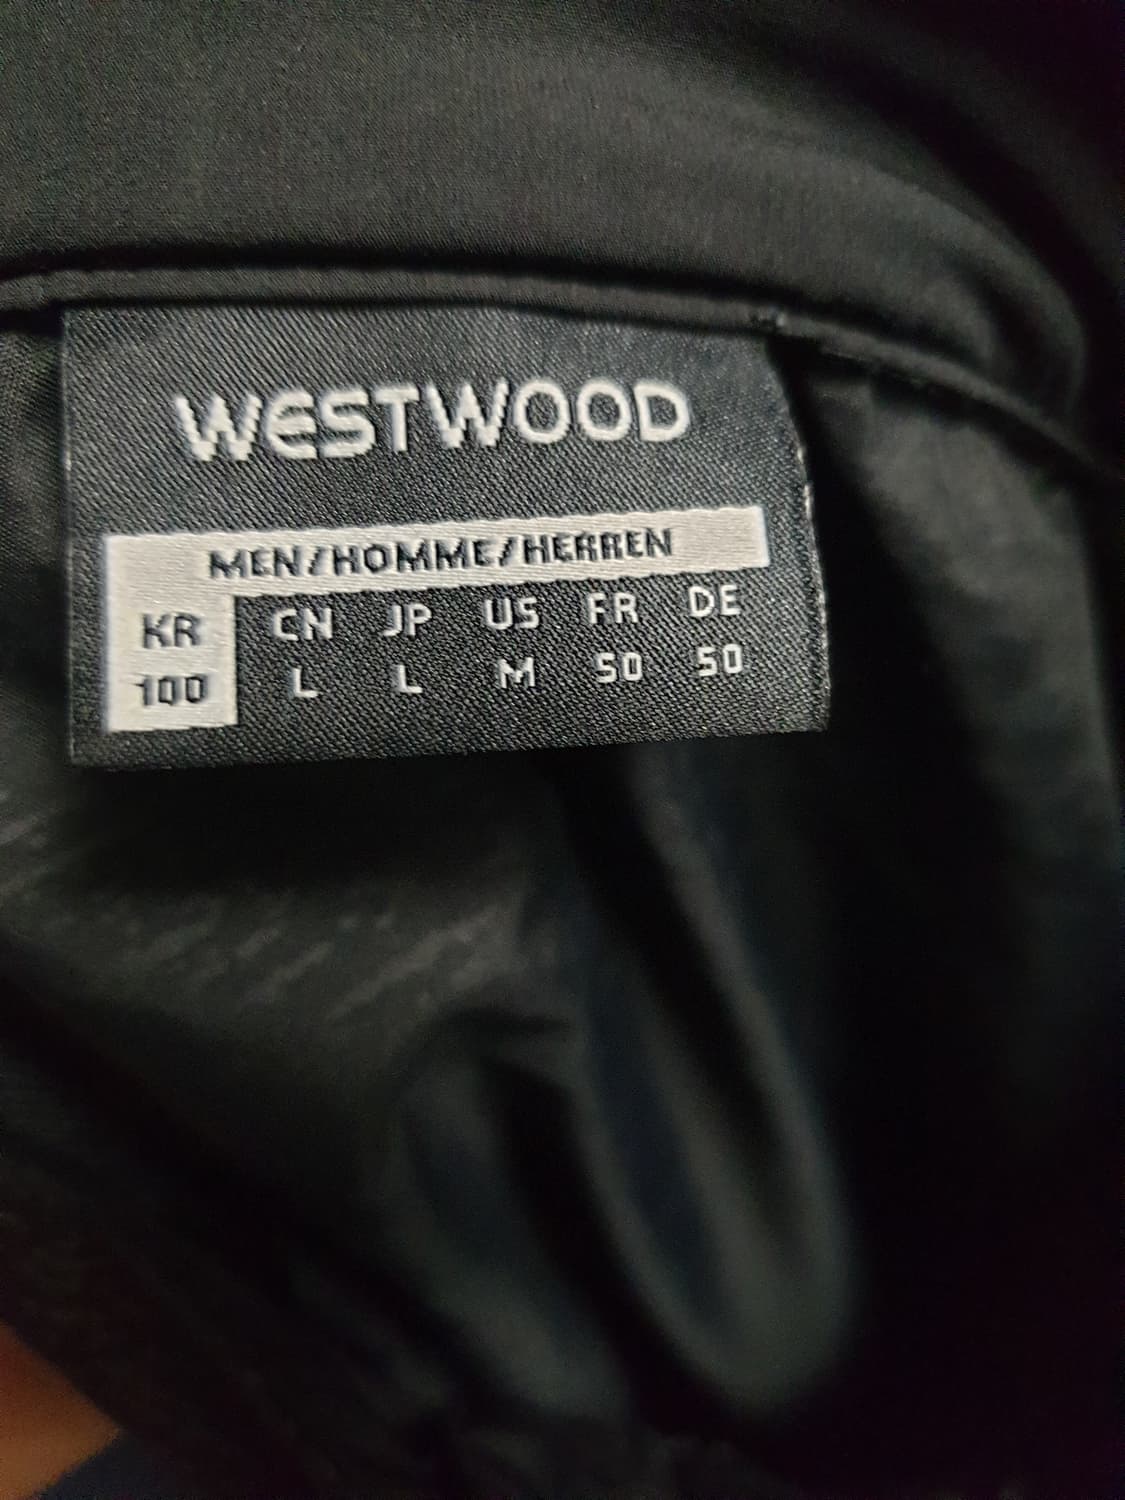 WESTWOOD
MEN/HOMME/HERREN
KR CN JP US FR DE
100 L L M 50 50